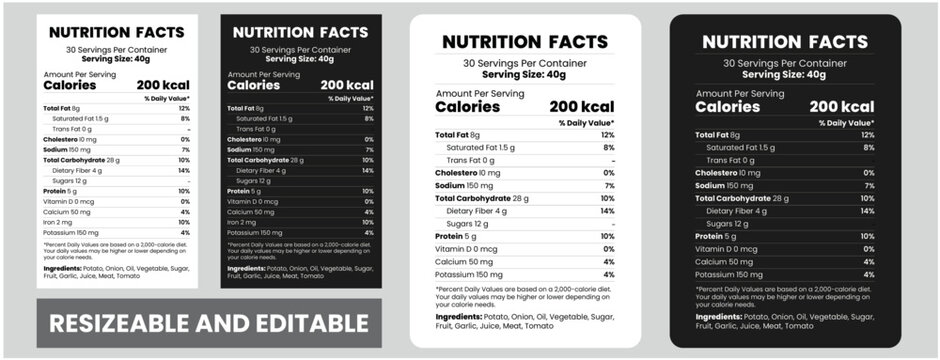 NUTRITION FACTS
30 Servings Per Container
Serving Size: 40g
Amount Per Serving
Calories 200 kcal
% Daily Value*
Total Fat 8g 12%
Saturated Fat 1.5 g 8%
Trans Fat 0 g -
Cholestero l0 mg 0%
Sodium 150 mg 7%
Total Carbohydrate 28 g 10%
Dietary Fiber 4 g 14%
Sugars 12 g -
Protein 5 g 10%
Vitamin D 0 mcg 0%
Calcium 50 mg 4%
Iron 2 mg 10%
Potassium 150 mg 4%
*Percent Daily Values are based on a 2,000-calorie diet.
Your daily values may be higher or lower depending on
your calorie needs.
Ingredients: Potato, Onion, Oil, Vegetable, Sugar,
Fruit, Garlic, Juice, Meat, Tomato
NUTRITION FACTS
30 Servings Per Container
Serving Size: 40g
Amount Per Serving
Calories 200 kcal
% Daily Value*
Total Fat 8g 12%
Saturated Fat 1.5 g 8%
Trans Fat 0 g -
Cholestero l0 mg 0%
Sodium 150 mg 7%
Total Carbohydrate 28 g 10%
Dietary Fiber 4 g 14%
Sugars 12 g -
Protein 5 g 10%
Vitamin D 0 mcg 0%
Calcium 50 mg 4%
Iron 2 mg 10%
Potassium 150 mg 4%
*Percent Daily Values are based on a 2,000-calorie diet.
Your daily values may be higher or lower depending on
your calorie needs.
Ingredients: Potato, Onion, Oil, Vegetable, Sugar,
Fruit, Garlic, Juice, Meat, Tomato
RESIZEABLE AND EDITABLE
NUTRITION FACTS
30 Servings Per Container
Serving Size: 40g
Amount Per Serving
Calories 200 kcal
% Daily Value*
Total Fat 8g 12%
Saturated Fat 1.5 g 8%
Trans Fat 0 g -
Cholestero l0 mg 0%
Sodium 150 mg 7%
Total Carbohydrate 28 g 10%
Dietary Fiber 4 g 14%
Sugars 12 g -
Protein 5 g 10%
Vitamin D 0 mcg 0%
Calcium 50 mg 4%
Potassium 150 mg 4%
*Percent Daily Values are based on a 2,000-calorie diet.
Your daily values may be higher or lower depending on
your calorie needs.
Ingredients: Potato, Onion, Oil, Vegetable, Sugar,
Fruit, Garlic, Juice, Meat, Tomato
NUTRITION FACTS
30 Servings Per Container
Serving Size: 40g
Amount Per Serving
Calories 200 kcal
% Daily Value*
Total Fat 8g 12%
Saturated Fat 1.5 g 8%
Trans Fat 0 g -
Cholestero l0 mg 0%
Sodium 150 mg 7%
Total Carbohydrate 28 g 10%
Dietary Fiber 4 g 14%
Sugars 12 g -
Protein 5 g 10%
Vitamin D 0 mcg 0%
Calcium 50 mg 4%
Potassium 150 mg 4%
*Percent Daily Values are based on a 2,000-calorie diet.
Your daily values may be higher or lower depending on
your calorie needs.
Ingredients: Potato, Onion, Oil, Vegetable, Sugar,
Fruit, Garlic, Juice, Meat, Tomato